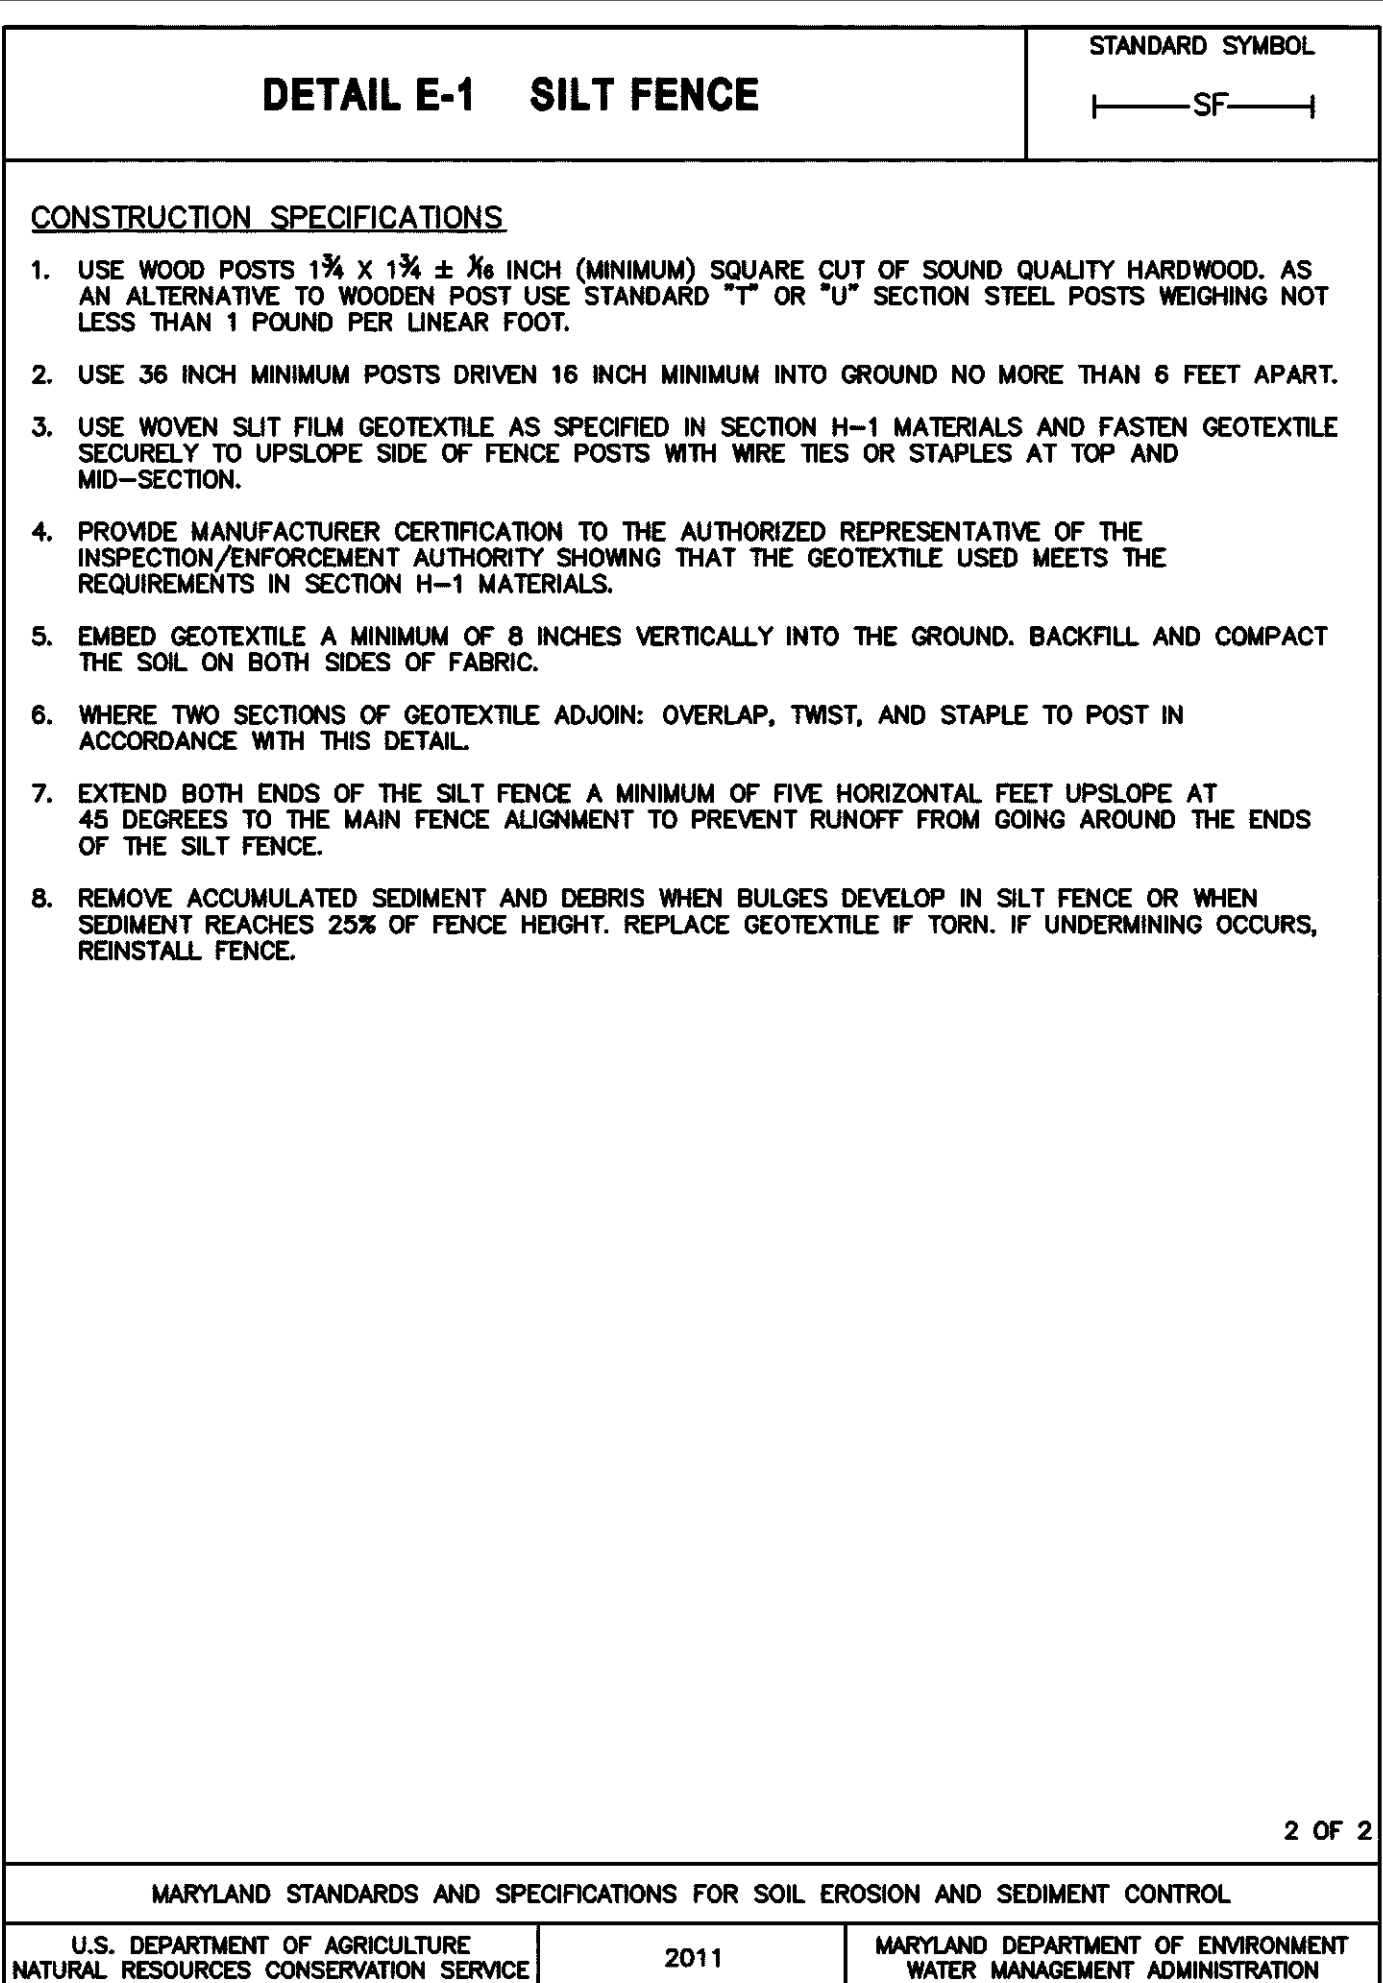 DETAIL E-1 SILT FENCE
STANDARD SYMBOL
SF
CONSTRUCTION SPECIFICATIONS
1. USE WOOD POSTS 1¾ X 1¾ ± 1/16 INCH (MINIMUM) SQUARE CUT OF SOUND QUALITY HARDWOOD. AS
AN ALTERNATIVE TO WOODEN POST USE STANDARD "T" OR "U" SECTION STEEL POSTS WEIGHING NOT
LESS THAN 1 POUND PER LINEAR FOOT.
2. USE 36 INCH MINIMUM POSTS DRIVEN 16 INCH MINIMUM INTO GROUND NO MORE THAN 6 FEET APART.
3. USE WOVEN SLIT FILM GEOTEXTILE AS SPECIFIED IN SECTION H-1 MATERIALS AND FASTEN GEOTEXTILE
SECURELY TO UPSLOPE SIDE OF FENCE POSTS WITH WIRE TIES OR STAPLES AT TOP AND
MID-SECTION.
4. PROVIDE MANUFACTURER CERTIFICATION TO THE AUTHORIZED REPRESENTATIVE OF THE
INSPECTION/ENFORCEMENT AUTHORITY SHOWING THAT THE GEOTEXTILE USED MEETS THE
REQUIREMENTS IN SECTION H-1 MATERIALS.
5. EMBED GEOTEXTILE A MINIMUM OF 8 INCHES VERTICALLY INTO THE GROUND. BACKFILL AND COMPACT
THE SOIL ON BOTH SIDES OF FABRIC.
6. WHERE TWO SECTIONS OF GEOTEXTILE ADJOIN: OVERLAP, TWIST, AND STAPLE TO POST IN
ACCORDANCE WITH THIS DETAIL.
7. EXTEND BOTH ENDS OF THE SILT FENCE A MINIMUM OF FIVE HORIZONTAL FEET UPSLOPE AT
45 DEGREES TO THE MAIN FENCE ALIGNMENT TO PREVENT RUNOFF FROM GOING AROUND THE ENDS
OF THE SILT FENCE.
8. REMOVE ACCUMULATED SEDIMENT AND DEBRIS WHEN BULGES DEVELOP IN SILT FENCE OR WHEN
SEDIMENT REACHES 25% OF FENCE HEIGHT. REPLACE GEOTEXTILE IF TORN. IF UNDERMINING OCCURS,
REINSTALL FENCE.
2 OF 2
MARYLAND STANDARDS AND SPECIFICATIONS FOR SOIL EROSION AND SEDIMENT CONTROL
U.S. DEPARTMENT OF AGRICULTURE
NATURAL RESOURCES CONSERVATION SERVICE
2011
MARYLAND DEPARTMENT OF ENVIRONMENT
WATER MANAGEMENT ADMINISTRATION